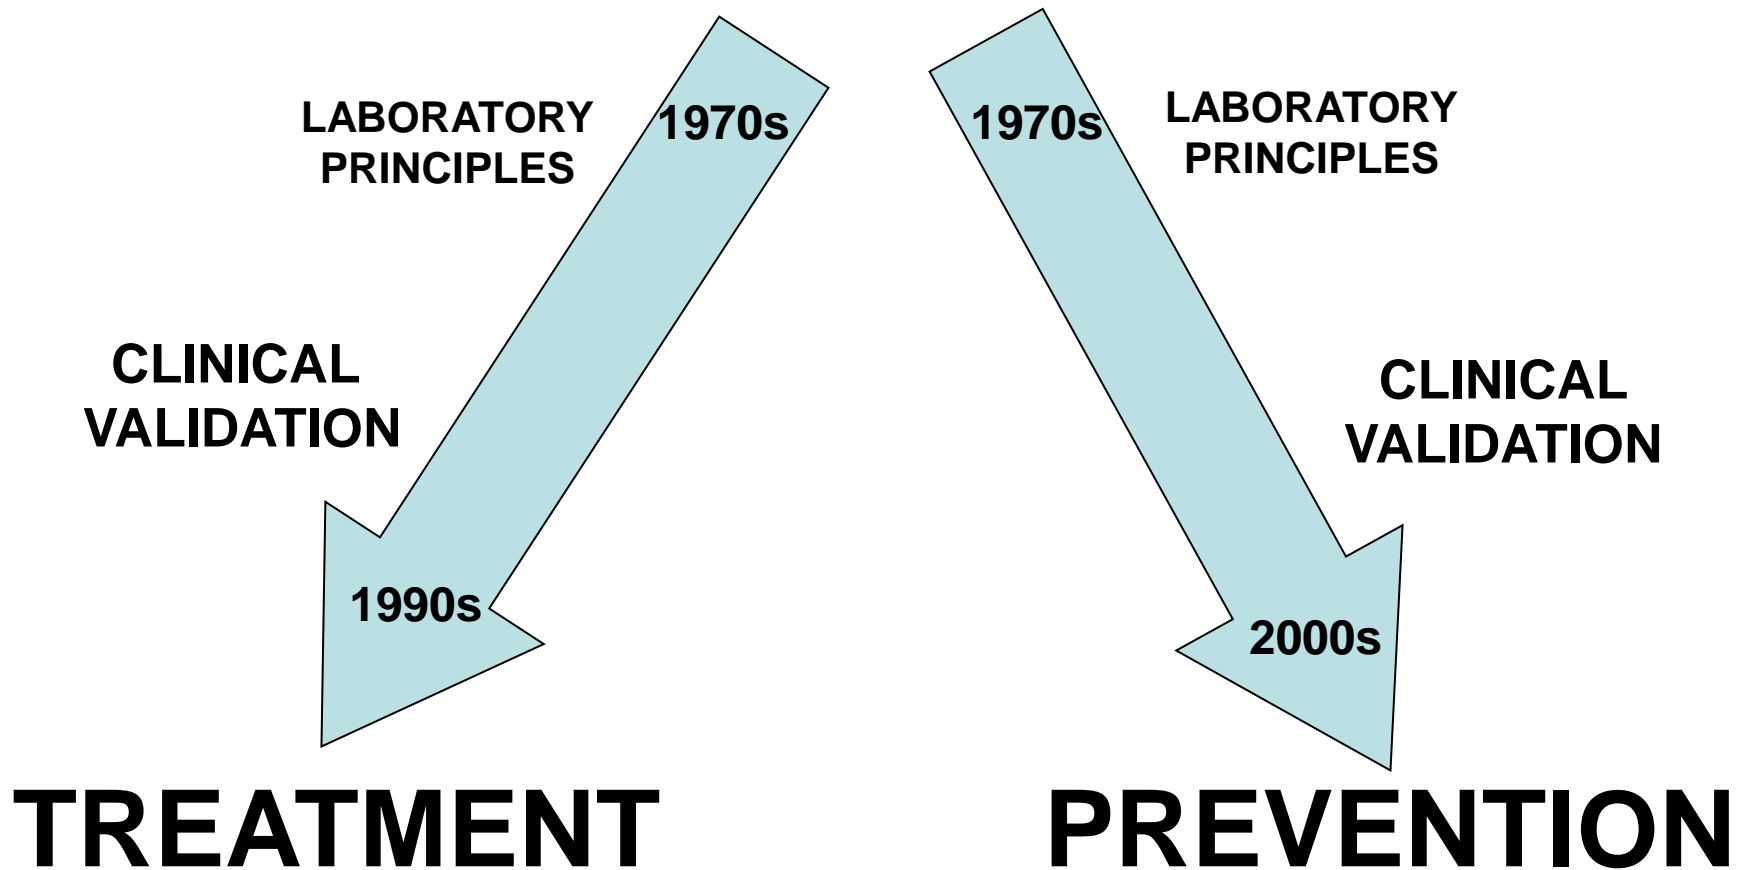 LABORATORY
PRINCIPLES
1970s
CLINICAL
VALIDATION
1990s
TREATMENT
1970s
LABORATORY
PRINCIPLES
CLINICAL
VALIDATION
2000s
PREVENTION